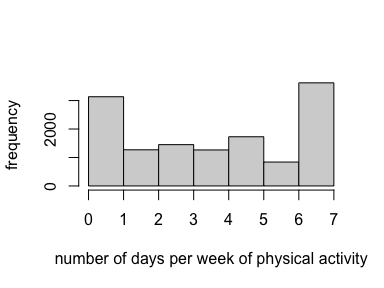 frequency
2000
0
0 1 2 3 4 5 6 7
number of days per week of physical activity